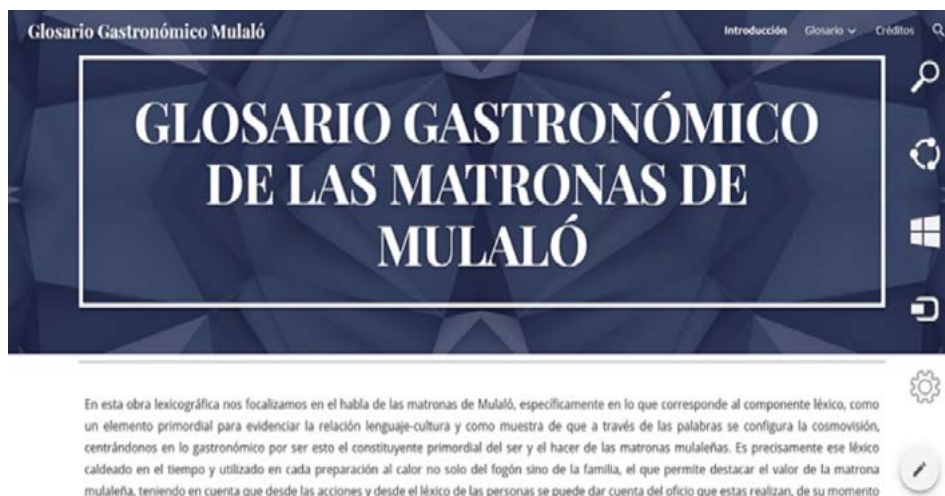 Glosario Gastronómico Mulaló
Introducción Glosario Créditos
GLOSARIO GASTRONÓMICO
DE LAS MATRONAS DE
MULALÓ
En esta obra lexicográfica nos focalizamos en el habla de las matronas de Mulaló, específicamente en lo que corresponde al componente léxico, como
un elemento primordial para evidenciar la relación lenguaje-cultura y como muestra de que a través de las palabras se configura la cosmovisión,
centrándonos en lo gastronómico por ser esto el constituyente primordial del ser y el hacer de las matronas mulaleñas. Es precisamente ese léxico
caldeado en el tiempo y utilizado en cada preparación al calor no solo del fogón sino de la familia, el que permite destacar el valor de la matrona
mulaleña, teniendo en cuenta que desde las acciones y desde el léxico de las personas se puede dar cuenta del oficio que estas realizan, de su momento